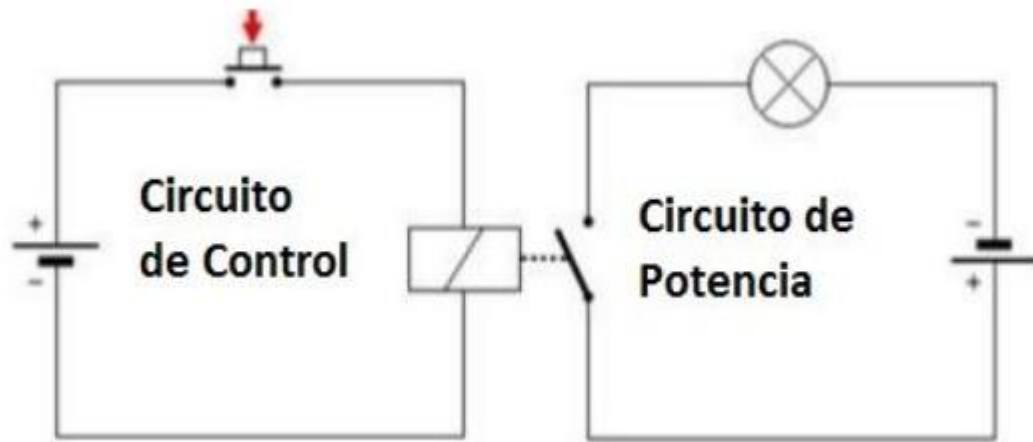 Circuito
de Control
Circuito de
Potencia
+
-
-
+